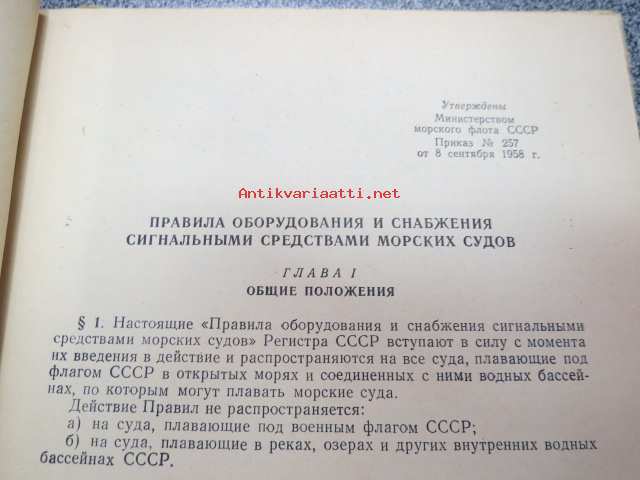 Утверждены
Министерством
морского флота СССР
Приказ № 257
от 8 сентября 1958 г.
Antikvariaatti.net
ПРАВИЛА ОБОРУДОВАНИЯ И СНАБЖЕНИЯ
СИГНАЛЬНЫМИ СРЕДСТВАМИ МОРСКИХ СУДОВ
ГЛАВА I
ОБЩИЕ ПОЛОЖЕНИЯ
§ 1. Настоящие «Правила оборудования и снабжения сигнальными
средствами морских судов» Регистра СССР вступают в силу с момента
их введения в действие и распространяются на все суда, плавающие под
флагом СССР в открытых морях и соединенных с ними водных бассей-
нах, по которым могут плавать морские суда.
Действие Правил не распространяется:
а) на суда, плавающие под военным флагом СССР;
б) на суда, плавающие в реках, озерах и других внутренних водных
бассейнах СССР.